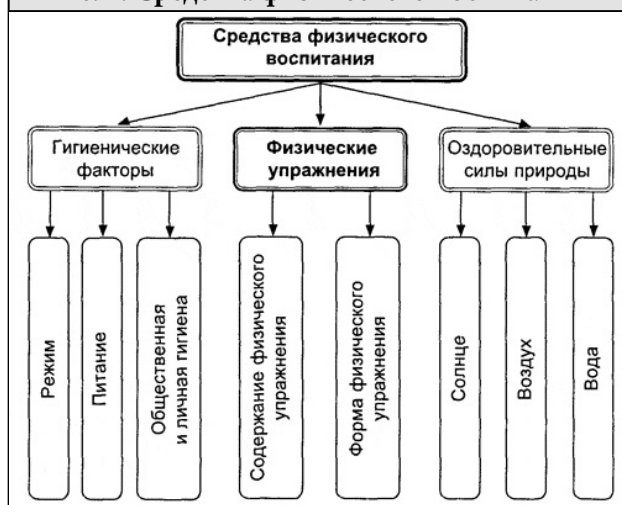 Средства физического
воспитания
Гигиенические
факторы
Физические
упражнения
Оздоровительные
силы природы
Режим
Питание
Общественная
и личная гигиена
Содержание физического
упражнения
Форма физического
упражнения
Солнце
Воздух
Вода